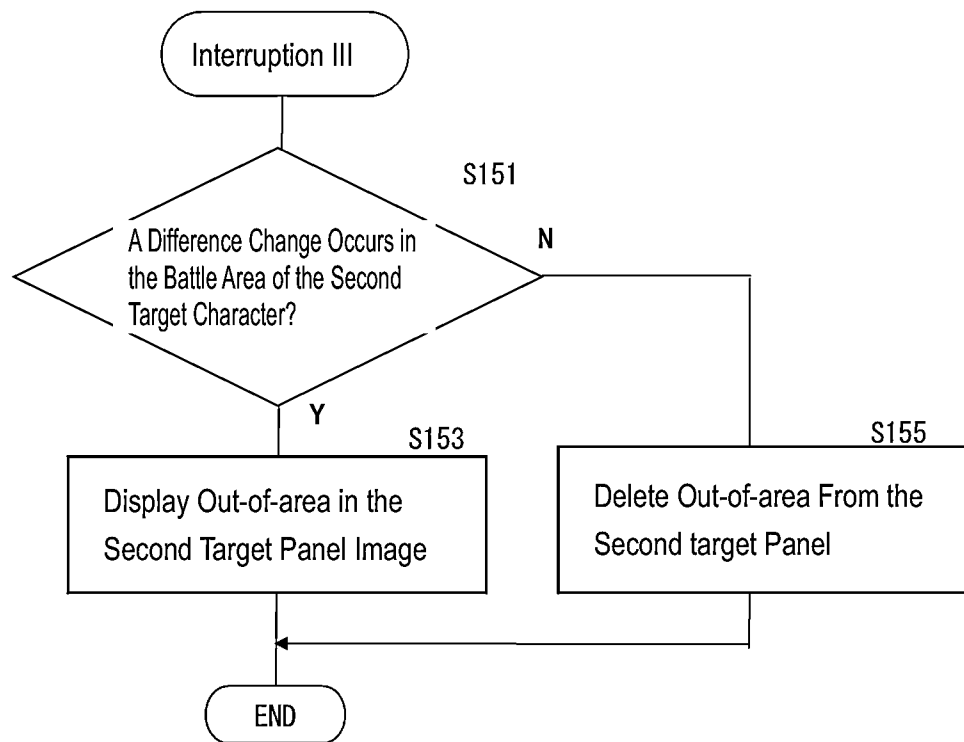 Interruption III
S151
A Difference Change Occurs in
the Battle Area of the Second
Target Character?
N
Y
S153
S155
Display Out-of-area in the
Second Target Panel Image
Delete Out-of-area From the
Second target Panel
END